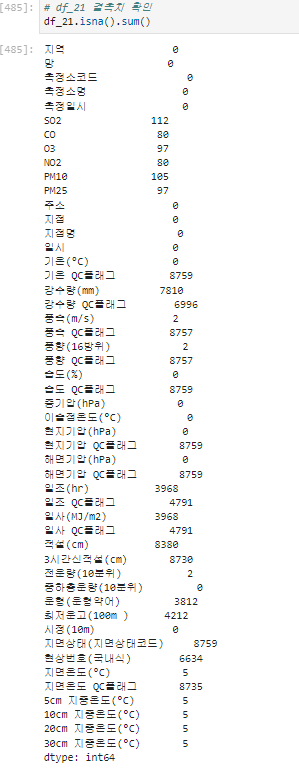 [485]: # df_21 결측치 확인
df_21.isna().sum()
[485]: 지역 0
망 0
측정소코드 0
측정소명 0
측정일시 0
SO2 112
CO 80
O3 97
NO2 80
PM10 105
PM25 97
주소 0
지점 0
지점명 0
일시 0
기온(°C) 0
기온 QC플래그 8759
강수량(mm) 7810
강수량 QC플래그 6996
풍속(m/s) 2
풍속 QC플래그 8757
풍향(16방위) 2
풍향 QC플래그 8757
습도(%) 0
습도 QC플래그 8759
증기압(hPa) 0
이슬점온도(°C) 0
현지기압(hPa) 0
현지기압 QC플래그 8759
해면기압(hPa) 0
해면기압 QC플래그 8759
일조(hr) 3968
일조 QC플래그 4791
일사(MJ/m2) 3968
일사 QC플래그 4791
적설(cm) 8380
3시간신적설(cm) 8730
전운량(10분위) 2
중하층운량(10분위) 0
운형(운형약어) 3812
최저운고(100m ) 4212
시정(10m) 0
지면상태(지면상태코드) 8759
현상번호(국내식) 6634
지면온도(°C) 5
지면온도 QC플래그 8735
5cm 지중온도(°C) 5
10cm 지중온도(°C) 5
20cm 지중온도(°C) 5
30cm 지중온도(°C) 5
dtype: int64